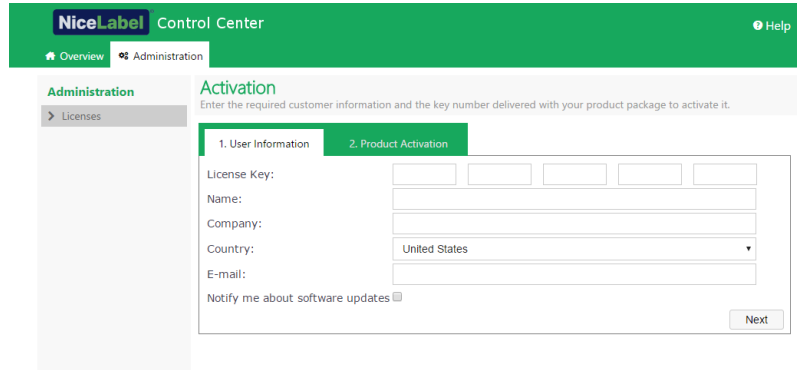 NiceLabel Control Center
Help
Overview Administration
Administration
Licenses
Activation
Enter the required customer information and the key number delivered with your product package to activate it.
1. User Information 2. Product Activation
License Key:
Name:
Company:
Country: United States
E-mail:
Notify me about software updates
Next